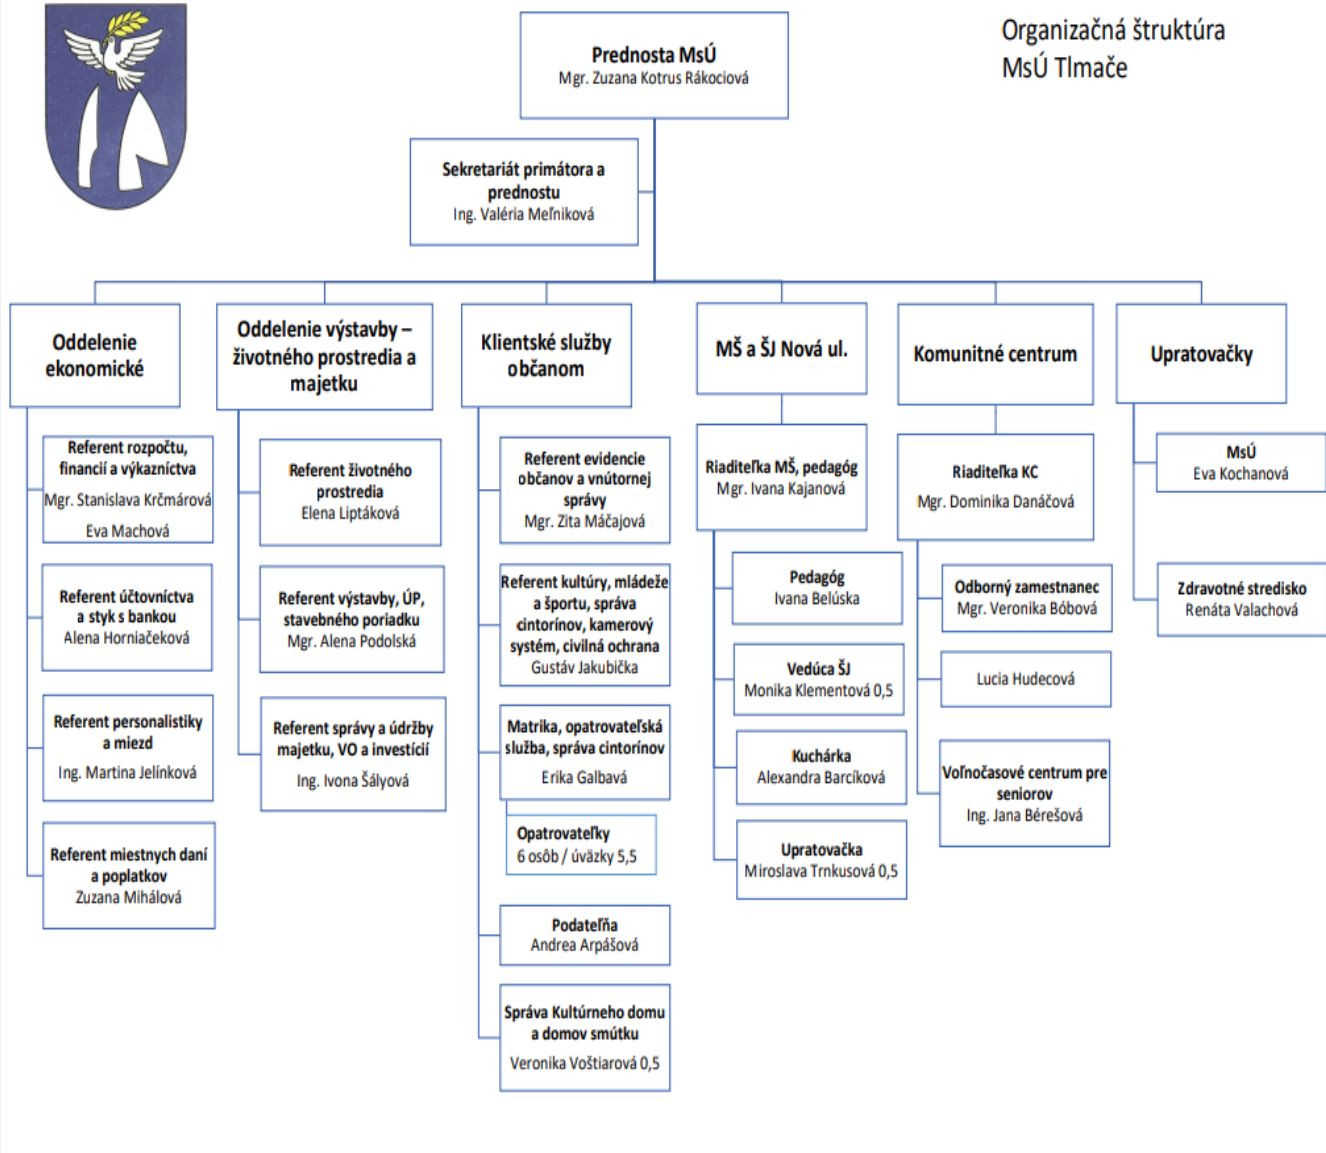 Organizačná štruktúra
MsÚ Tlmače
Prednosta MsÚ
Mgr. Zuzana Kotrus Rákociová
Sekretariát primátora a
prednostu
Ing. Valéria Meľniková
Oddelenie
ekonomické
Referent rozpočtu,
financií a výkazníctva
Mgr. Stanislava Krčmárová
Eva Machová
Referent účtovníctva
a styk s bankou
Alena Horniačeková
Referent personalistiky
a miezd
Ing. Martina Jelínková
Referent miestnych daní
a poplatkov
Zuzana Mihálová
Oddelenie výstavby –
životného prostredia a
majetku
Referent životného
prostredia
Elena Liptáková
Referent výstavby, ÚP,
stavebného poriadku
Mgr. Alena Podolská
Referent správy a údržby
majetku, VO a investícií
Ing. Ivona Šályová
Klientské služby
občanom
Referent evidencie
občanov a vnútornej
správy
Mgr. Zita Máčajová
Referent kultúry, mládeže
a športu, správa
cintorínov, kamerový
systém, civilná ochrana
Gustáv Jakubička
Matrika, opatrovateľská
služba, správa cintorínov
Erika Galbavá
Opatrovateľky
6 osôb / úväzky 5,5
Podateľňa
Andrea Arpášová
Správa Kultúrneho domu
a domov smútku
Veronika Voštiarová 0,5
MŠ a ŠJ Nová ul.
Riaditeľka MŠ, pedagóg
Mgr. Ivana Kajanová
Pedagóg
Ivana Belúska
Vedúca ŠJ
Monika Klementová 0,5
Kuchárka
Alexandra Barcíková
Upratovačka
Miroslava Trnkusová 0,5
Komunitné centrum
Riaditeľka KC
Mgr. Dominika Danáčová
Odborný zamestnanec
Mgr. Veronika Bóbová
Lucia Hudecová
Voľnočasové centrum pre
seniorov
Ing. Jana Bérešová
Upratovačky
MsÚ
Eva Kochanová
Zdravotné stredisko
Renáta Valachová